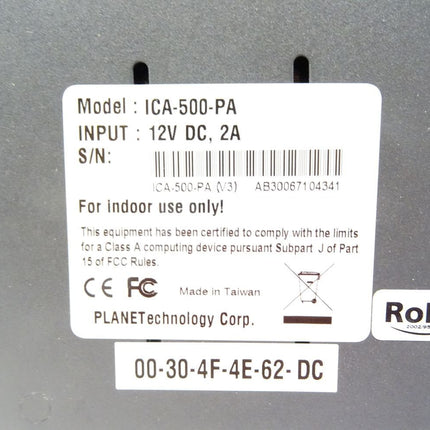 Model : ICA-500-PA
INPUT : 12V DC, 2A
S/N:
ICA-500-PA (V3) AB30067104341
For indoor use only!
This equipment has been certified to comply with the limits
for a Class A computing device pursuant Subpart J of Part
15 of FCC Rules.
CE FC Made in Taiwan
PLANETechnology Corp.
00-30-4F-4E-62-DC